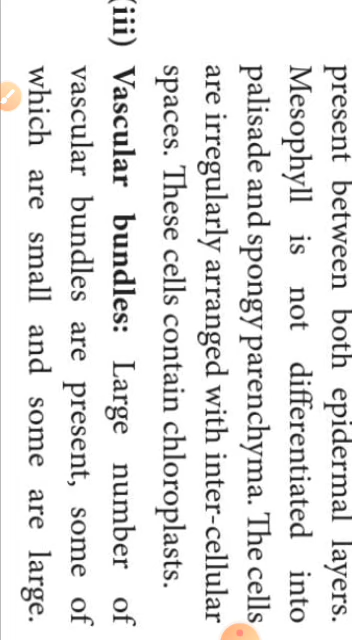 present between both epidermal layers.
Mesophyll is not differentiated into
palisade and spongy parenchyma. The cells
are irregularly arranged with inter-cellular
spaces. These cells contain chloroplasts.
(iii) Vascular bundles: Large number of
vascular bundles are present, some of
which are small and some are large.